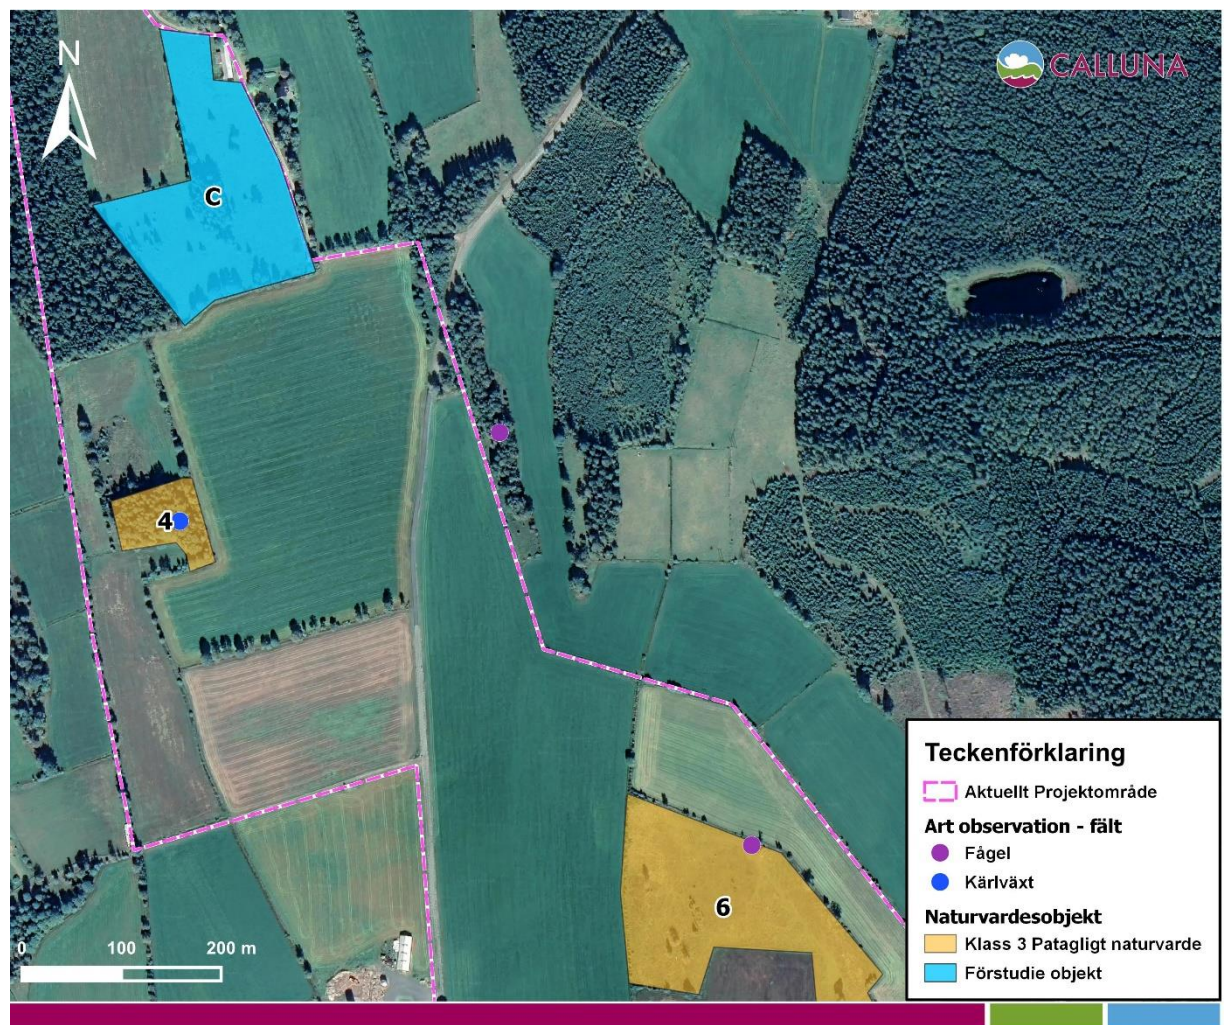 N
CALLUNA
C
4
6
Teckenförklaring
Aktuellt Projektområde
Art observation - fält
Fågel
Kärlväxt
Naturvardesobjekt
Klass 3 Patagligt naturvarde
Förstudie objekt
0 100 200 m